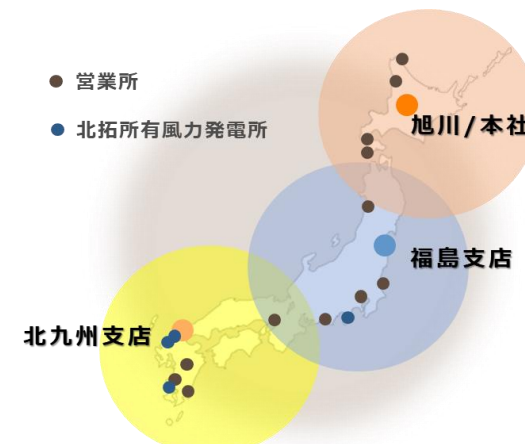 営業所
北拓所有風力発電所
旭川/本社
福島支店
北九州支店